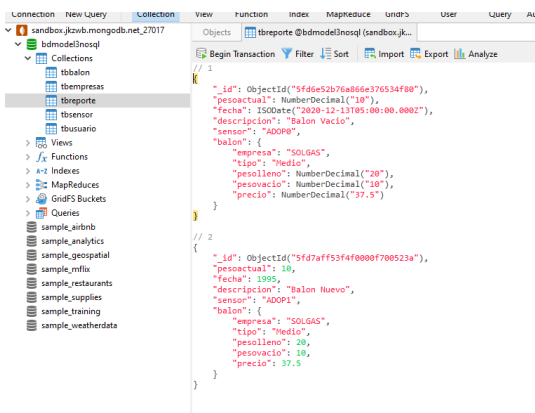 Connection New Query Collection View Function Index MapReduce GridFS User Query Au
sandbox.jkzwb.mongodb.net_27017
bdmodel3nosql
Collections
tbbalon
tbempresas
tbreporte
tbsensor
tbusuario
Views
Functions
A-Z Indexes
MapReduces
GridFS Buckets
Queries
sample_airbnb
sample_analytics
sample_geospatial
sample_mflix
sample_restaurants
sample_supplies
sample_training
sample_weatherdata
Objects tbreporte @bdmodel3nosql (sandbox.jk...
Begin Transaction Filter Sort Import Export Analyze
// 1
{
"_id": ObjectId("5fd6e52b76a866e376534f80"),
"pesoactual": NumberDecimal("10"),
"fecha": ISODate("2020-12-13T05:00:00.000Z"),
"descripcion": "Balon Vacio",
"sensor": "ADOP0",
"balon": {
"empresa": "SOLGAS",
"tipo": "Medio",
"pesolleno": NumberDecimal("20"),
"pesovacio": NumberDecimal("10"),
"precio": NumberDecimal("37.5")
}
}
// 2
{
"_id": ObjectId("5fd7aff53f4f0000f700523a"),
"pesoactual": 10,
"fecha": 1995,
"descripcion": "Balon Nuevo",
"sensor": "ADOP1",
"balon": {
"empresa": "SOLGAS",
"tipo": "Medio",
"pesolleno": 20,
"pesovacio": 10,
"precio": 37.5
}
}